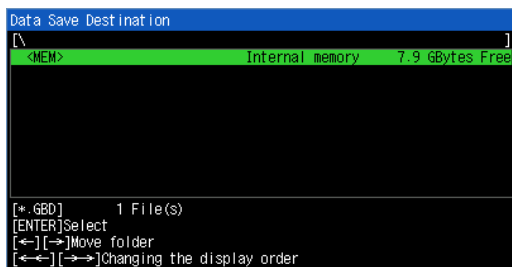 Data Save Destination
[\ ]
<MEM> Internal memory 7.9 GBytes Free
[*.GBD] 1 File(s)
[ENTER]Select
[←][→]Move folder
[←←][→→]Changing the display order